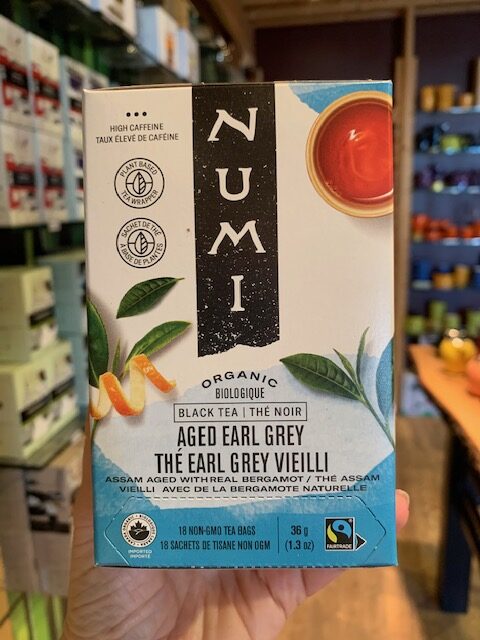 HIGH CAFFEINE
TAUX ÉLEVÉ DE CAFÉINE
PLANT BASED
TEA WRAPPER
SACHET DE THÉ
À BASE DE PLANTES
NUMI
ORGANIC
BIOLOGIQUE
BLACK TEA | THÉ NOIR
AGED EARL GREY
THÉ EARL GREY VIEILLI
ASSAM AGED WITH REAL BERGAMOT / THÉ ASSAM
VIEILLI AVEC DE LA BERGAMOTE NATURELLE
18 NON-GMO TEA BAGS
18 SACHETS DE TISANE NON OGM
36 g
(1.3 oz)
IMPORTED
IMPORTÉ
FAIRTRADE